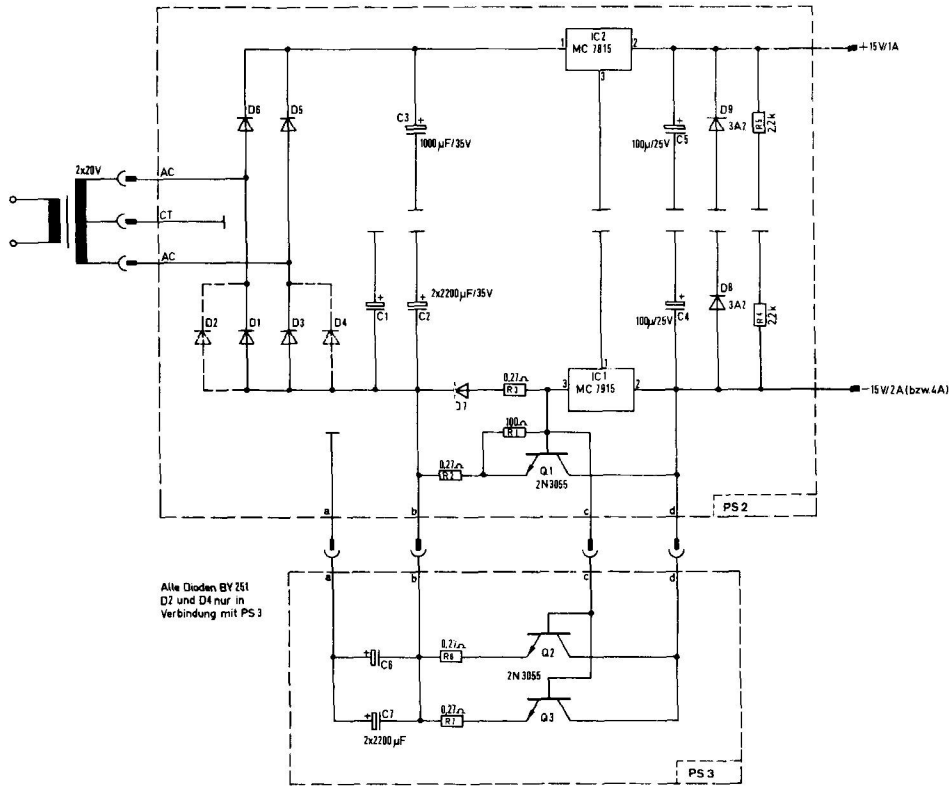 IC2
MC 7815
1
2
3
+15V/1A
D6
D5
C3
+
1000µF/35V
+
100µ/25V
C5
D9
3A2
R5
2,2k
2x20V
AC
CT
AC
D2
D1
D3
D4
+
C1
2x2200µF/35V
+
C2
100µ/25V
+
C4
D8
3A2
R4
2,2k
D7
0,27Ω
R3
1
IC1
MC 7915
3
2
-15V/2A (bzw. 4A)
100Ω
R1
0,27Ω
R2
Q1
2N3055
PS 2
a
b
c
d
a
b
c
d
Alle Dioden BY 251
D2 und D4 nur in
Verbindung mit PS 3
+
C6
0,27Ω
R6
Q2
2N3055
+
C7
2x2200µF
0,27Ω
R7
Q3
PS 3